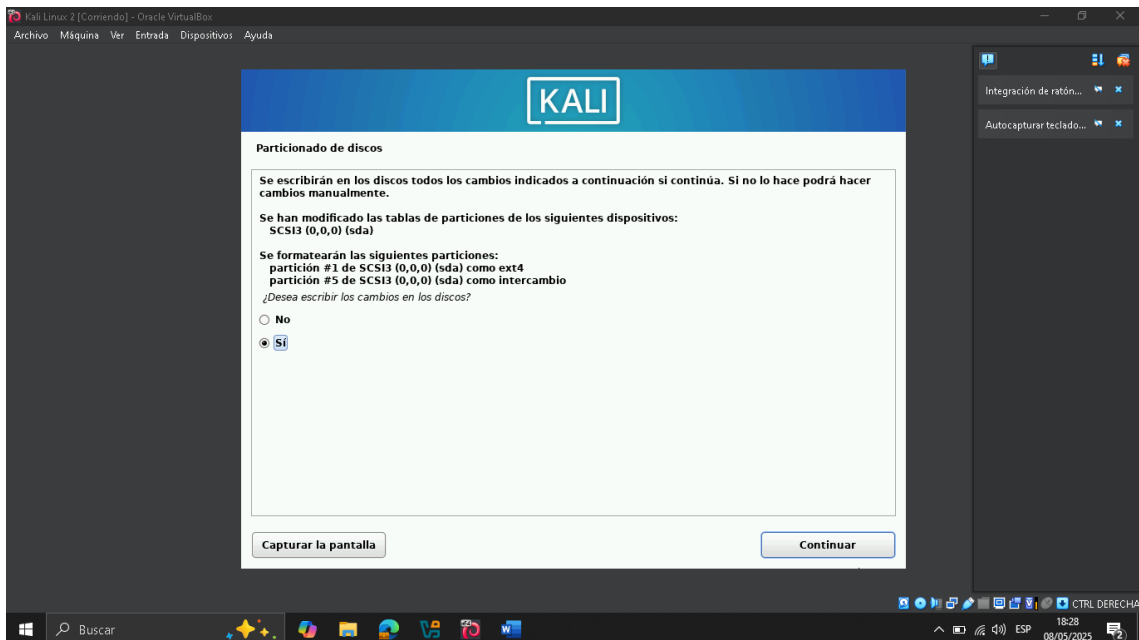 Kali Linux 2 [Corriendo] - Oracle VirtualBox
Archivo Máquina Ver Entrada Dispositivos Ayuda
KALI
Integración de ratón...
Autocapturar teclado...
Particionado de discos
Se escribirán en los discos todos los cambios indicados a continuación si continúa. Si no lo hace podrá hacer
cambios manualmente.
Se han modificado las tablas de particiones de los siguientes dispositivos:
SCSI3 (0,0,0) (sda)
Se formatearán las siguientes particiones:
partición #1 de SCSI3 (0,0,0) (sda) como ext4
partición #5 de SCSI3 (0,0,0) (sda) como intercambio
¿Desea escribir los cambios en los discos?
No
Sí
Capturar la pantalla
Continuar
CTRL DERECHA
Buscar
ESP
18:28
08/05/2025